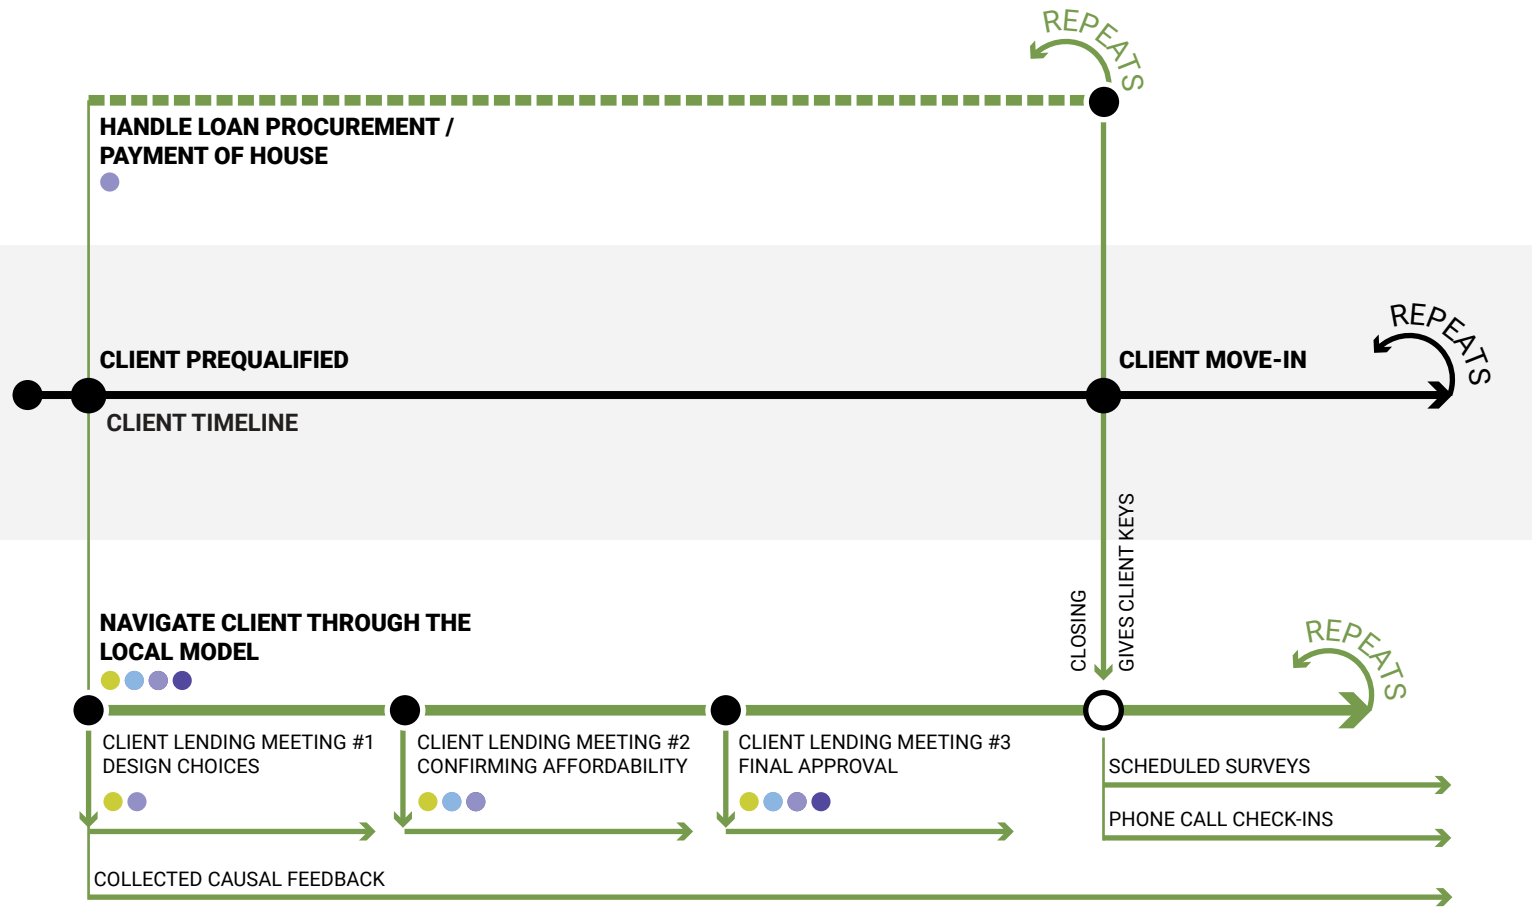 REPEATS
HANDLE LOAN PROCUREMENT /
PAYMENT OF HOUSE
CLIENT PREQUALIFIED
CLIENT TIMELINE
CLIENT MOVE-IN
REPEATS
CLOSING
GIVES CLIENT KEYS
NAVIGATE CLIENT THROUGH THE
LOCAL MODEL
REPEATS
CLIENT LENDING MEETING #1
DESIGN CHOICES
CLIENT LENDING MEETING #2
CONFIRMING AFFORDABILITY
CLIENT LENDING MEETING #3
FINAL APPROVAL
SCHEDULED SURVEYS
PHONE CALL CHECK-INS
COLLECTED CAUSAL FEEDBACK